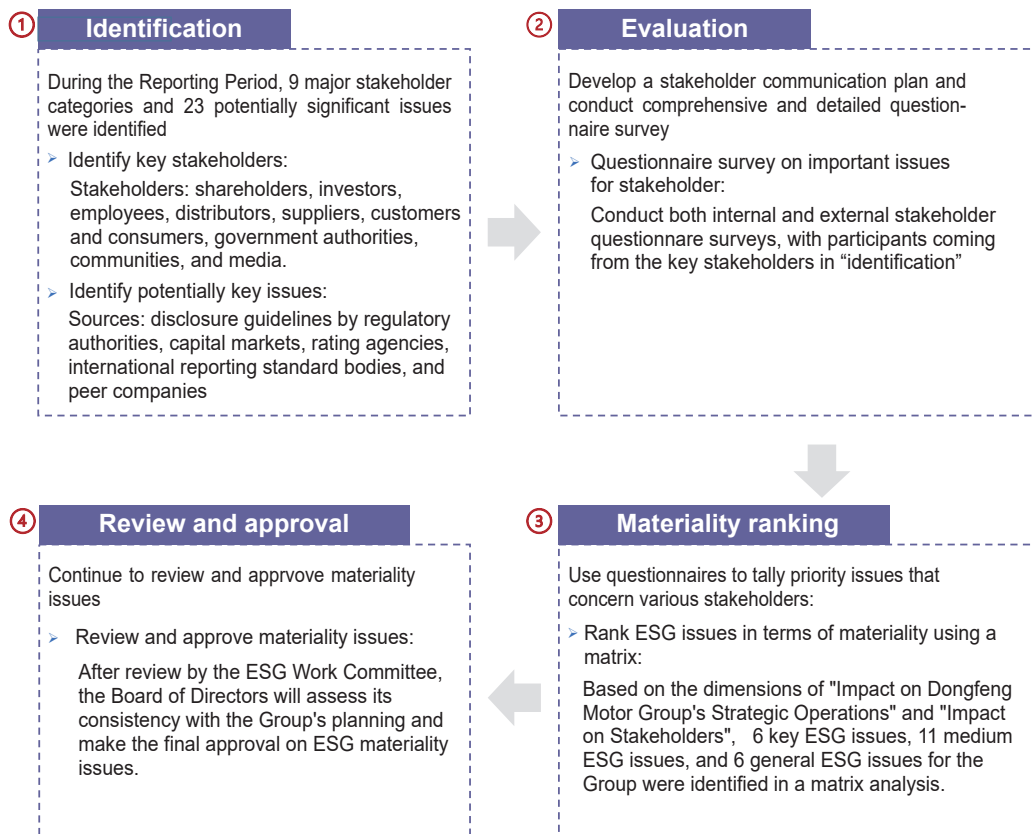 ① Identification
During the Reporting Period, 9 major stakeholder
categories and 23 potentially significant issues
were identified
➢ Identify key stakeholders:
Stakeholders: shareholders, investors,
employees, distributors, suppliers, customers
and consumers, government authorities,
communities, and media.
➢ Identify potentially key issues:
Sources: disclosure guidelines by regulatory
authorities, capital markets, rating agencies,
international reporting standard bodies, and
peer companies
② Evaluation
Develop a stakeholder communication plan and
conduct comprehensive and detailed question-
naire survey
➢ Questionnaire survey on important issues
for stakeholder:
Conduct both internal and external stakeholder
questionnare surveys, with participants coming
from the key stakeholders in “identification”
③ Materiality ranking
Use questionnaires to tally priority issues that
concern various stakeholders:
➢ Rank ESG issues in terms of materiality using a
matrix:
Based on the dimensions of "Impact on Dongfeng
Motor Group's Strategic Operations" and "Impact
on Stakeholders", 6 key ESG issues, 11 medium
ESG issues, and 6 general ESG issues for the
Group were identified in a matrix analysis.
④ Review and approval
Continue to review and apprvove materiality
issues
➢ Review and approve materiality issues:
After review by the ESG Work Committee,
the Board of Directors will assess its
consistency with the Group's planning and
make the final approval on ESG materiality
issues.